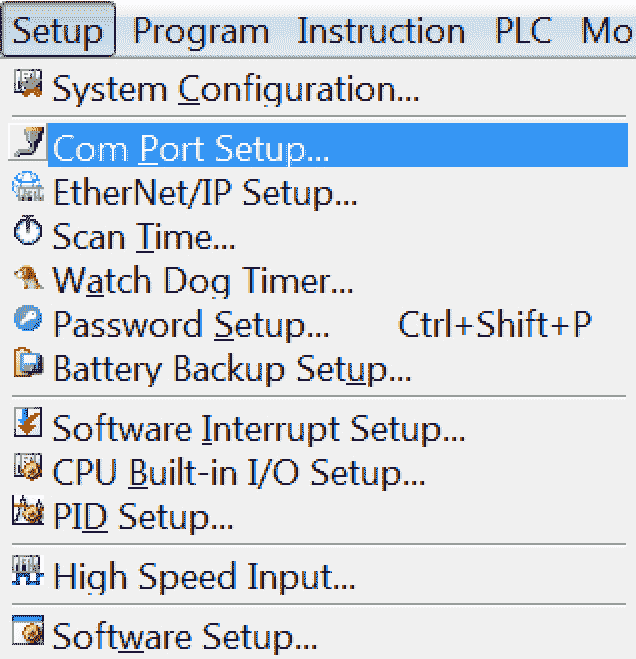 Setup Program Instruction PLC Mo
System Configuration...
Com Port Setup...
EtherNet/IP Setup...
Scan Time...
Watch Dog Timer...
Password Setup... Ctrl+Shift+P
Battery Backup Setup...
Software Interrupt Setup...
CPU Built-in I/O Setup...
PID Setup...
High Speed Input...
Software Setup...